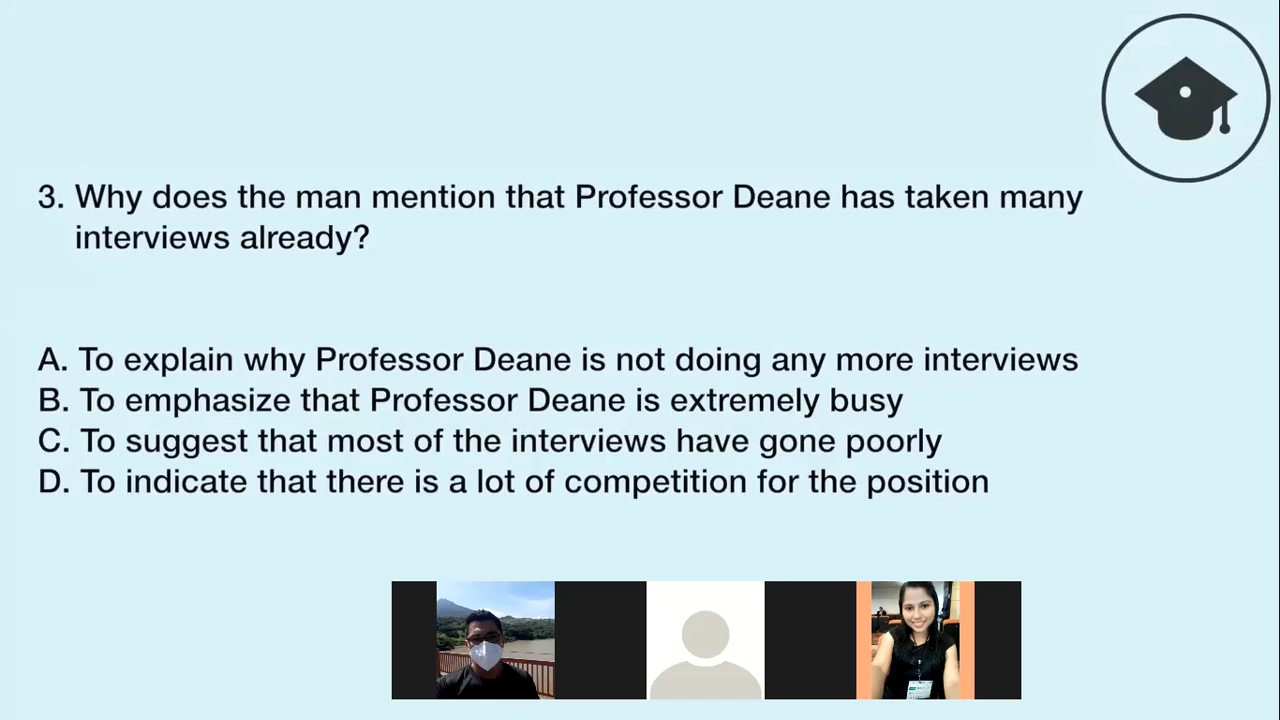 3. Why does the man mention that Professor Deane has taken many
interviews already?
A. To explain why Professor Deane is not doing any more interviews
B. To emphasize that Professor Deane is extremely busy
C. To suggest that most of the interviews have gone poorly
D. To indicate that there is a lot of competition for the position